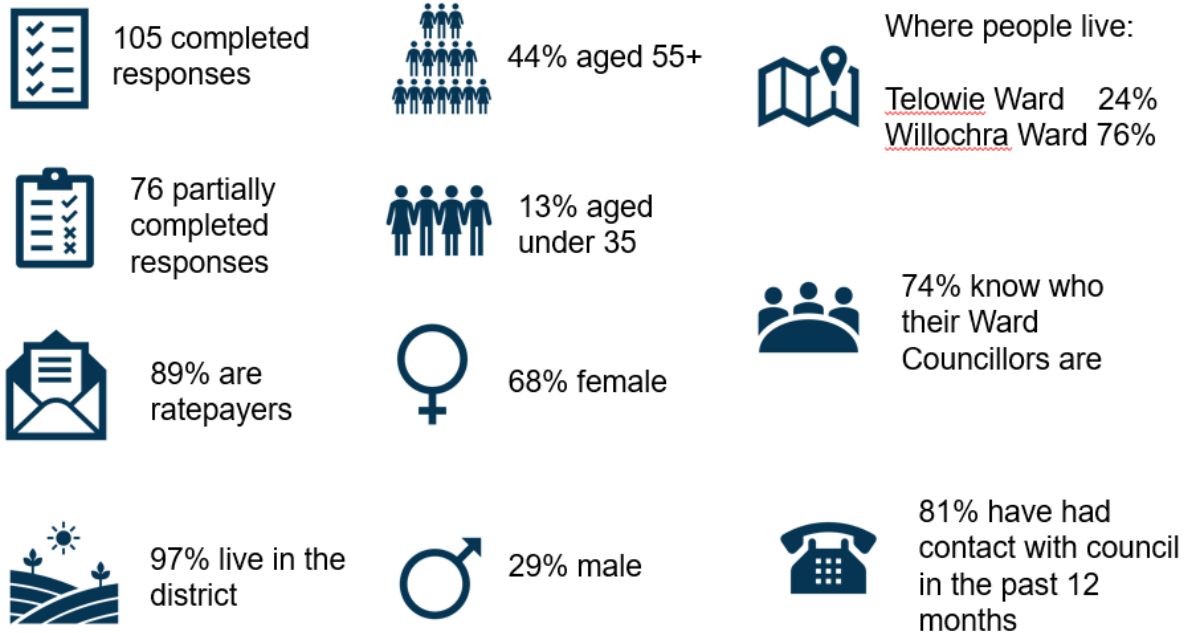 105 completed
responses
76 partially
completed
responses
89% are
ratepayers
97% live in the
district
44% aged 55+
13% aged
under 35
68% female
29% male
Where people live:
Telowie Ward 24%
Willochra Ward 76%
74% know who
their Ward
Councillors are
81% have had
contact with council
in the past 12
months